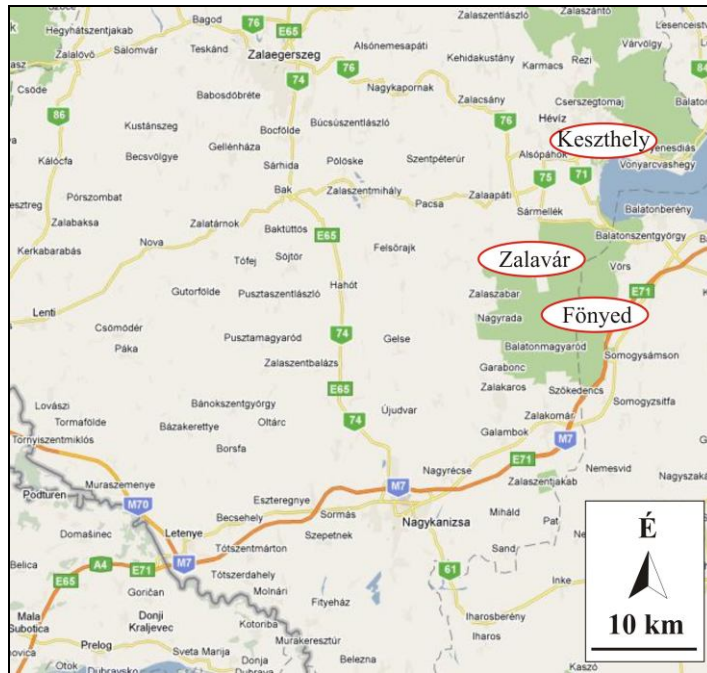 Hegyhátszentjakab
Bagod
76
E65
Zalaszentlászló
Zalaszántó
Lesenceistv
Zalalövő
Salomvár
Teskánd
Zalaegerszeg
Alsónemesapáti
Kehidakustány
Karmacs
Rezi
Várvölgy
Csöde
74
76
Nagykapornak
84
Babosdöbréte
Zalacsány
Cserszegtomaj
Balaton
86
Kustánszeg
Bocfölde
Búcsúszentlászló
76
Hévíz
Gellénháza
Keszthely
yenesdiás
Kálócfa
Becsvölgye
Sárhida
Pölöske
Szentpéterúr
Alsópáhok
Vonyarcvashegy
75
71
Pórszombat
Bak
Zalaszentmihály
Zalaapáti
Zalabaksa
Pacsa
Sármellék
Balatonberény
Zalatárnok
Baktüttös
E65
Balatonszentgyörgy
Kerkabarabás
Nova
Felsőrajk
Tófej
Söjtör
Zalavár
Vörs
Gutorfölde
Pusztaszentlászló
Hahót
Zalaszabar
E71
Lenti
Nagyrada
Fönyed
Csömödér
Pusztamagyaród
74
Gelse
Páka
Balatonmagyaród
Somogysámson
Zalaszentbalázs
Garabonc
E65
Zalakaros
Szőkedencs
Lovászi
Bánokszentgyörgy
Somogyzsitfa
Tormafölde
Oltárc
74
Újudvar
Zalakomár
Bázakerettye
Galambok
Tornyiszentmiklós
Borsfa
M7
E71
Nagyrécse
Nemesvid
Muraszemenye
M7
Zalaszentjakab
Nagyszaká
Podturen
Eszteregnye
M70
Becsehely
Sormás
Miháld
Domašinec
Letenye
Nagykanizsa
Pat
Szepetnek
É
Belica
A4
E71
M7
Tótszentmárton
Sand
E65
Tótszerdahely
61
Inke
Goričan
Molnári
Fityeház
Mala
Subotica
Donji
Kraljevec
Kotoriba
Iharosberény
10 km
Prelog
Murakeresztúr
Iharos
Sveta Marija
Otok
Donja
Belezna
Kaszó